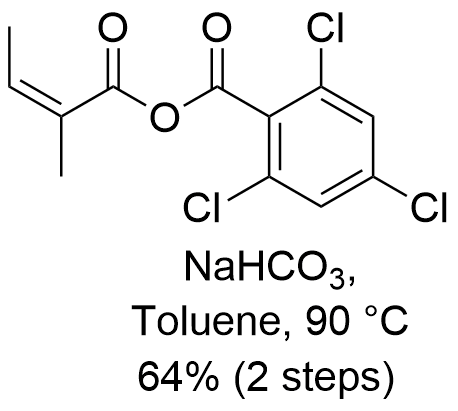 O O Cl
O
Cl Cl
NaHCO₃,
Toluene, 90 °C
64% (2 steps)